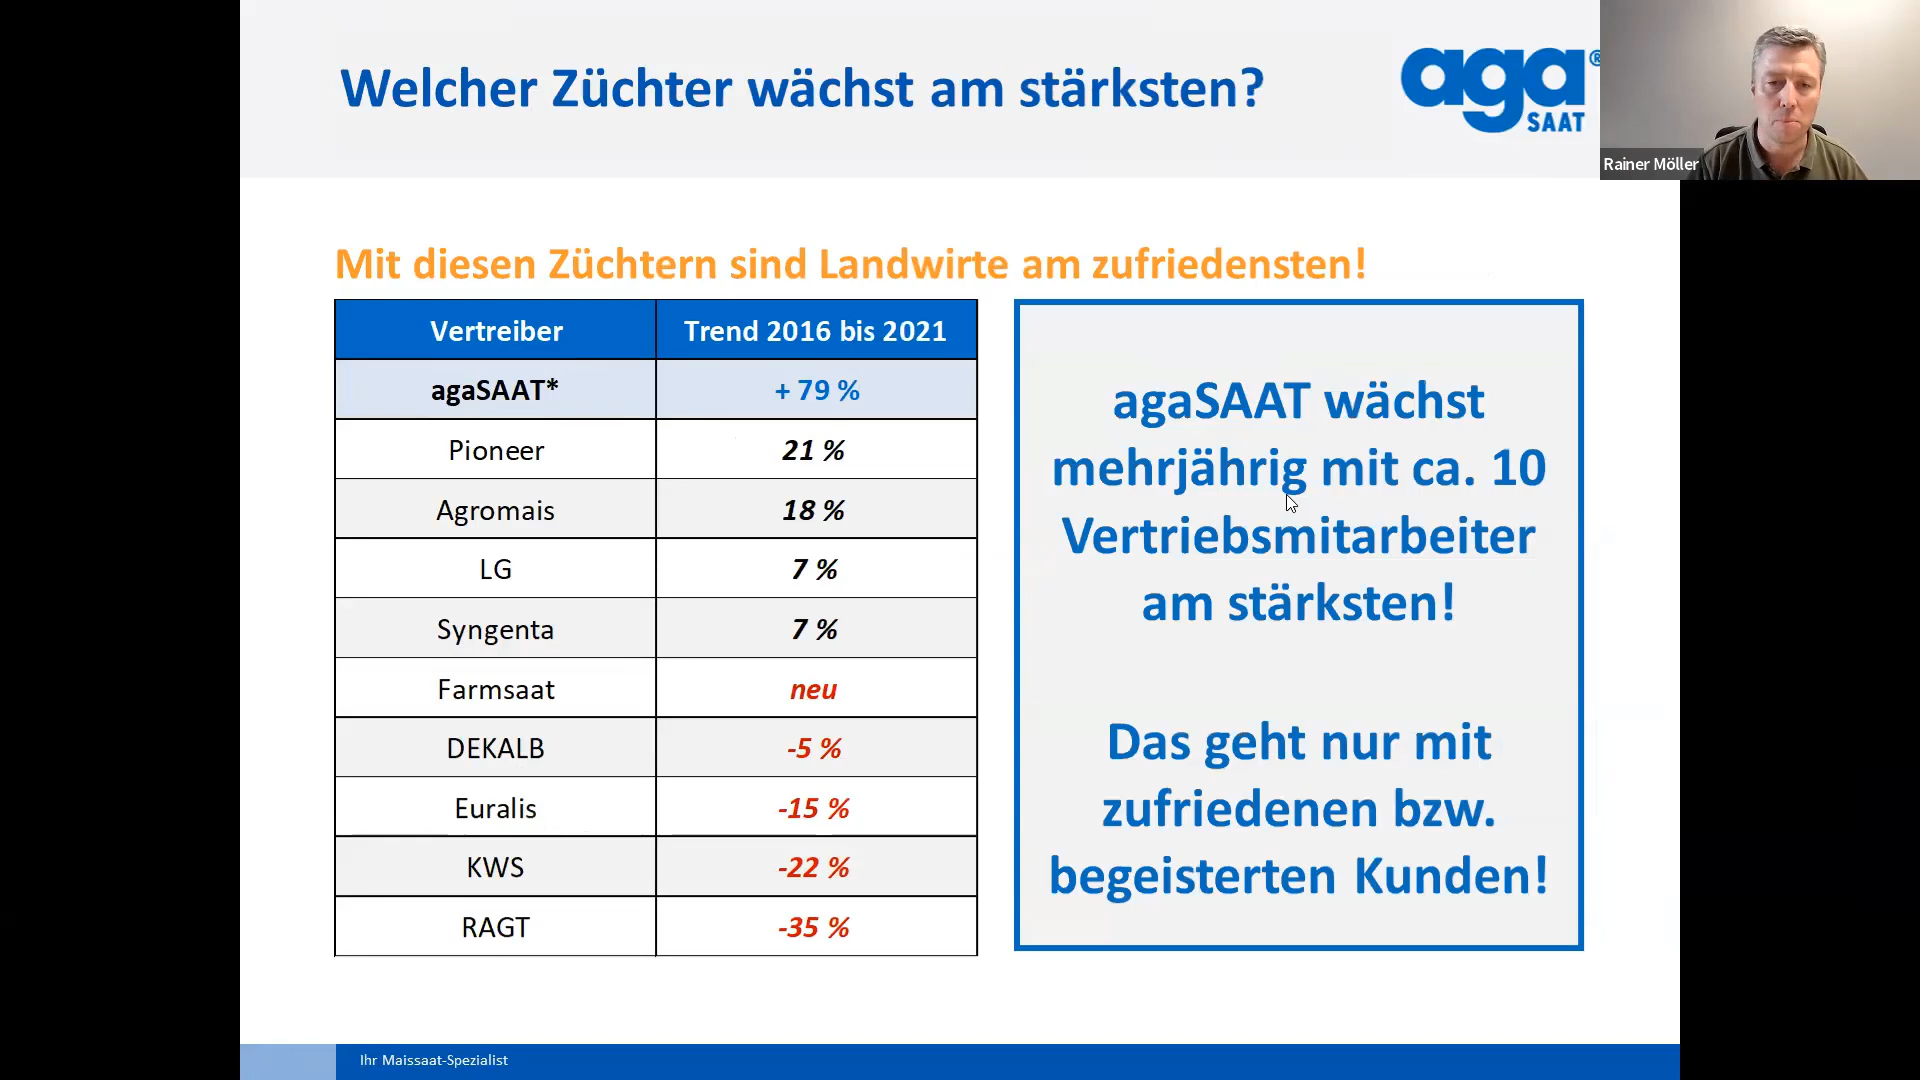 Welcher Züchter wächst am stärksten?
aga®
SAAT
Rainer Möller
Mit diesen Züchtern sind Landwirte am zufriedensten!
Vertreiber Trend 2016 bis 2021
agaSAAT* + 79 %
Pioneer 21 %
Agromais 18 %
LG 7 %
Syngenta 7 %
Farmsaat neu
DEKALB -5 %
Euralis -15 %
KWS -22 %
RAGT -35 %
agaSAAT wächst
mehrjährig mit ca. 10
Vertriebsmitarbeiter
am stärksten!
Das geht nur mit
zufriedenen bzw.
begeisterten Kunden!
Ihr Maissaat-Spezialist